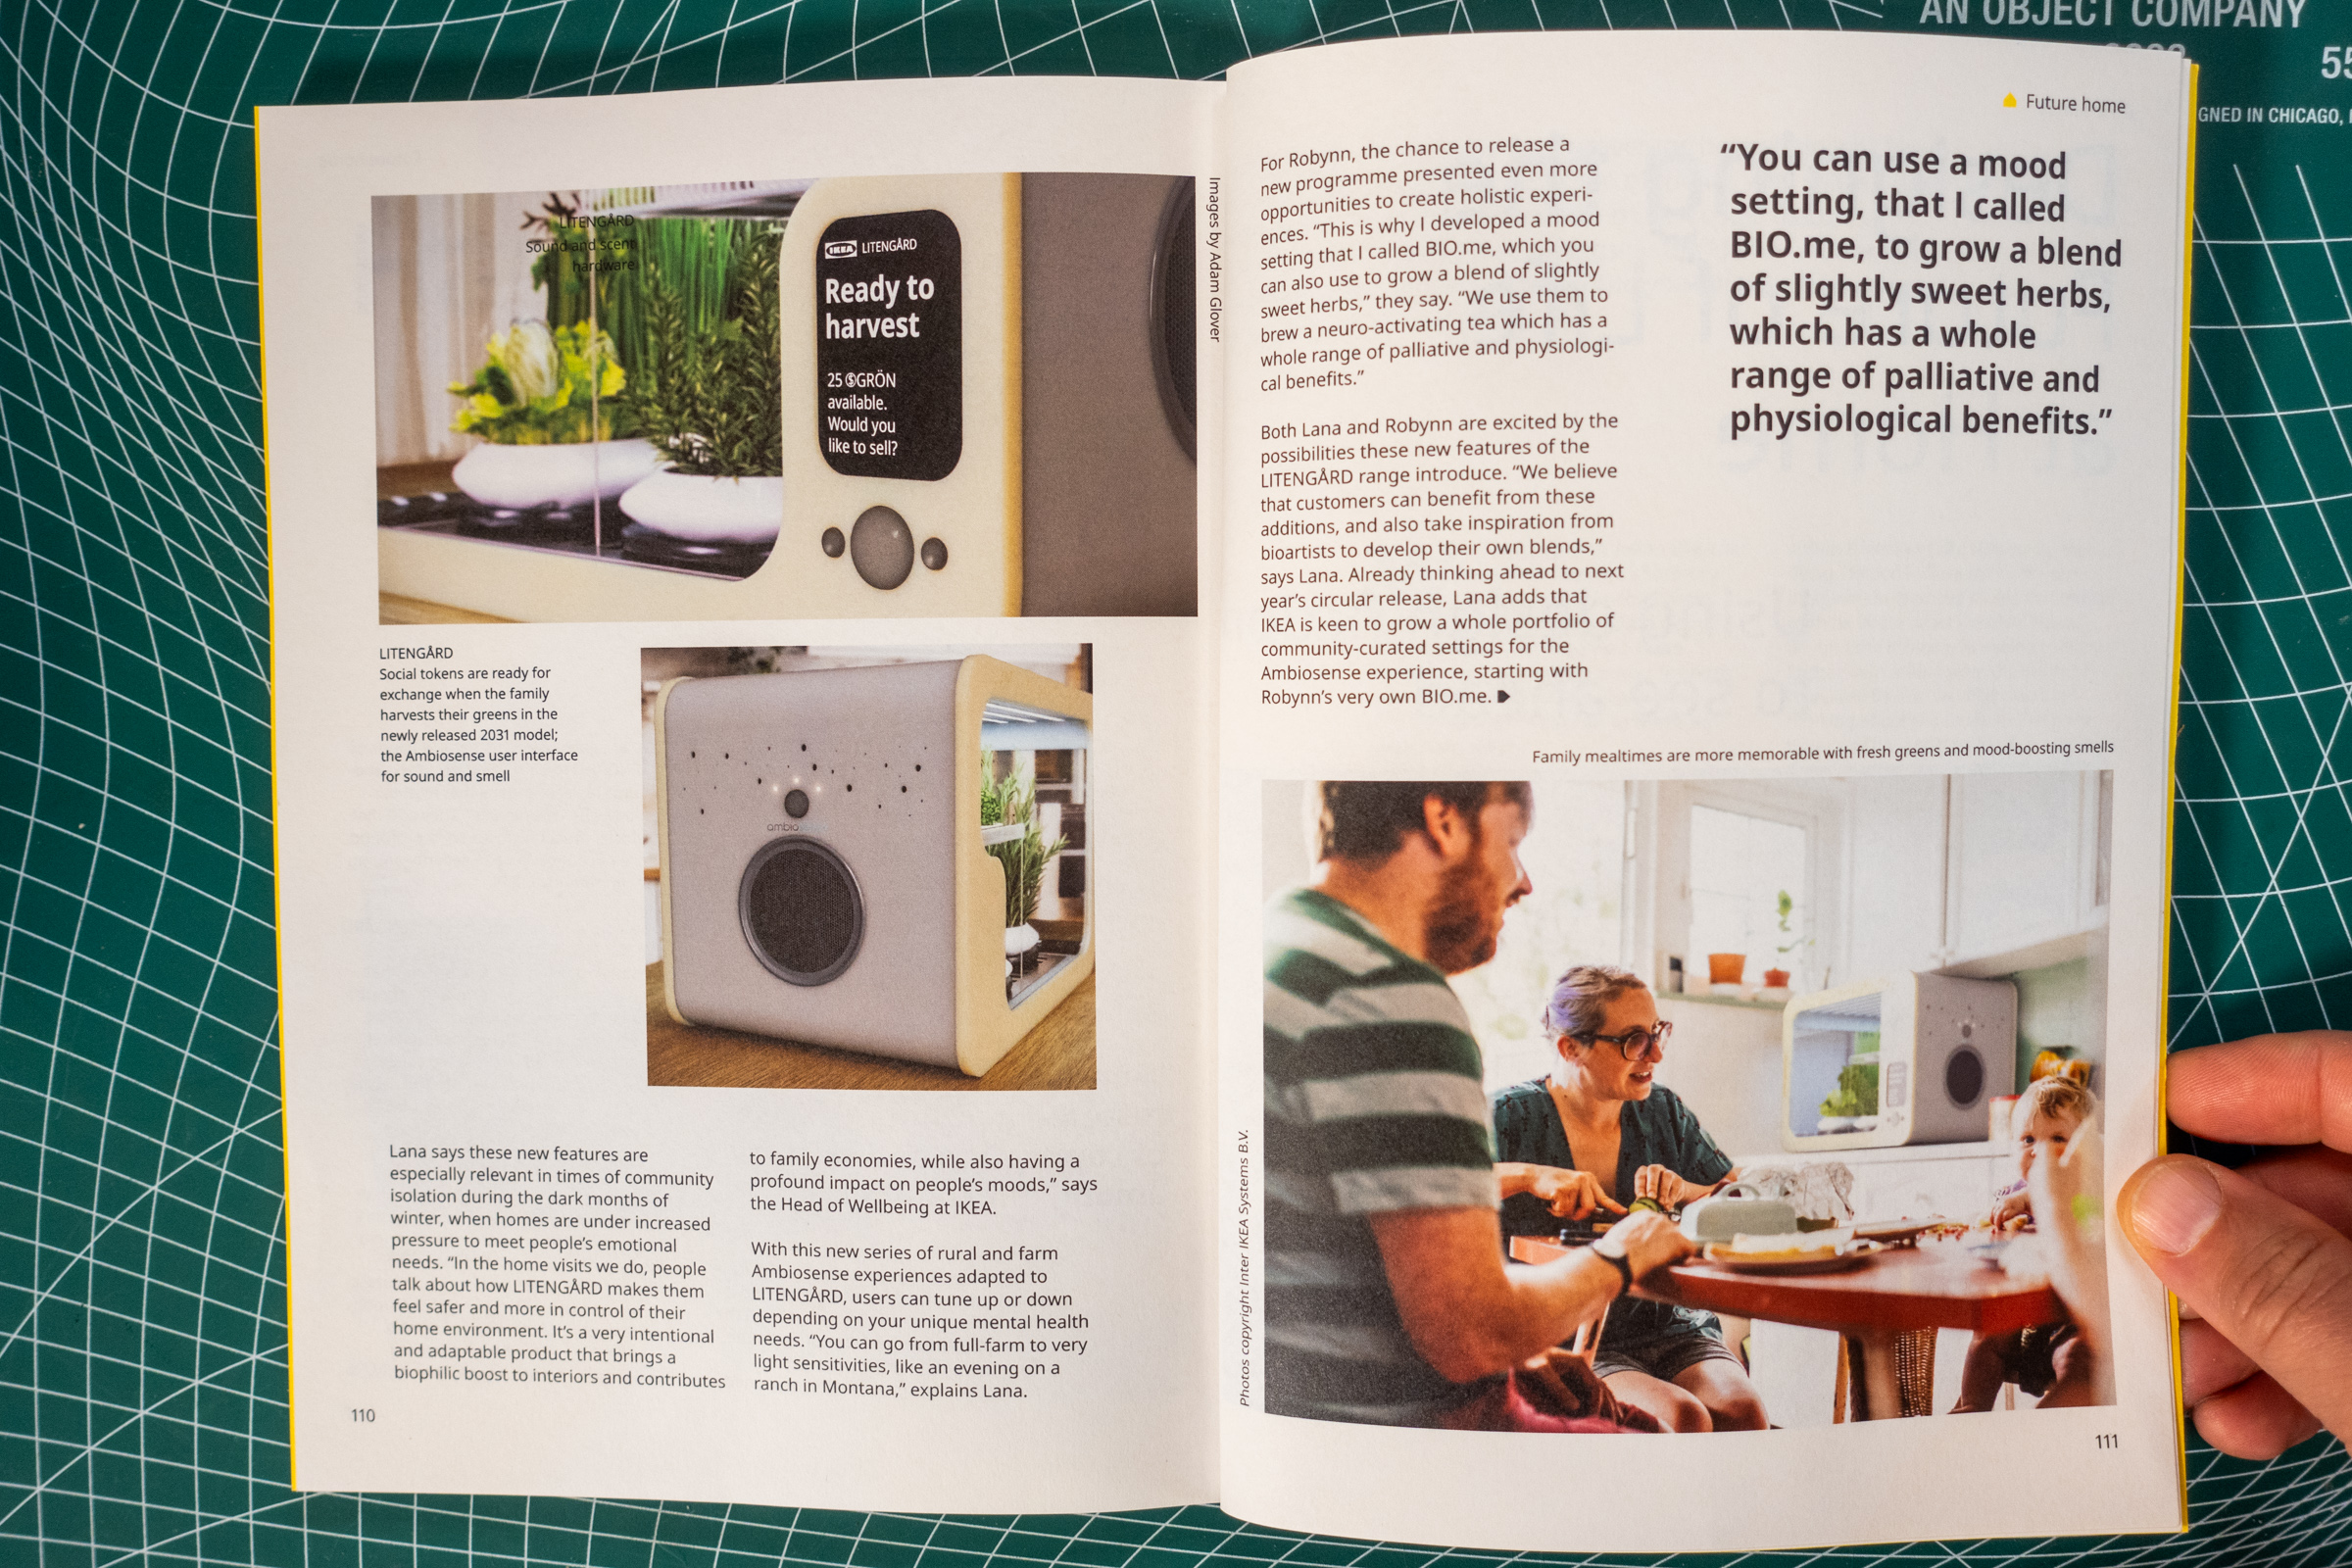 AN OBJECT COMPANY
55
GNED IN CHICAGO,
LITENGÅRD
Sound and scent
hardware
IKEA LITENGÅRD
Ready to
harvest
25 ⓢGRÖN
available.
Would you
like to sell?
Images by Adam Glover
LITENGÅRD
Social tokens are ready for
exchange when the family
harvests their greens in the
newly released 2031 model;
the Ambiosense user interface
for sound and smell
ambio
Lana says these new features are
especially relevant in times of community
isolation during the dark months of
winter, when homes are under increased
pressure to meet people's emotional
needs. “In the home visits we do, people
talk about how LITENGÅRD makes them
feel safer and more in control of their
home environment. It's a very intentional
and adaptable product that brings a
biophilic boost to interiors and contributes
to family economies, while also having a
profound impact on people's moods,” says
the Head of Wellbeing at IKEA.
With this new series of rural and farm
Ambiosense experiences adapted to
LITENGÅRD, users can tune up or down
depending on your unique mental health
needs. “You can go from full-farm to very
light sensitivities, like an evening on a
ranch in Montana,” explains Lana.
110
Future home
For Robynn, the chance to release a
new programme presented even more
opportunities to create holistic experi-
ences. “This is why I developed a mood
setting that I called BIO.me, which you
can also use to grow a blend of slightly
sweet herbs,” they say. “We use them to
brew a neuro-activating tea which has a
whole range of palliative and physiologi-
cal benefits.”
Both Lana and Robynn are excited by the
possibilities these new features of the
LITENGÅRD range introduce. “We believe
that customers can benefit from these
additions, and also take inspiration from
bioartists to develop their own blends,”
says Lana. Already thinking ahead to next
year's circular release, Lana adds that
IKEA is keen to grow a whole portfolio of
community-curated settings for the
Ambiosense experience, starting with
Robynn's very own BIO.me.
“You can use a mood
setting, that I called
BIO.me, to grow a blend
of slightly sweet herbs,
which has a whole
range of palliative and
physiological benefits.”
Family mealtimes are more memorable with fresh greens and mood-boosting smells
Photos copyright Inter IKEA Systems B.V.
111